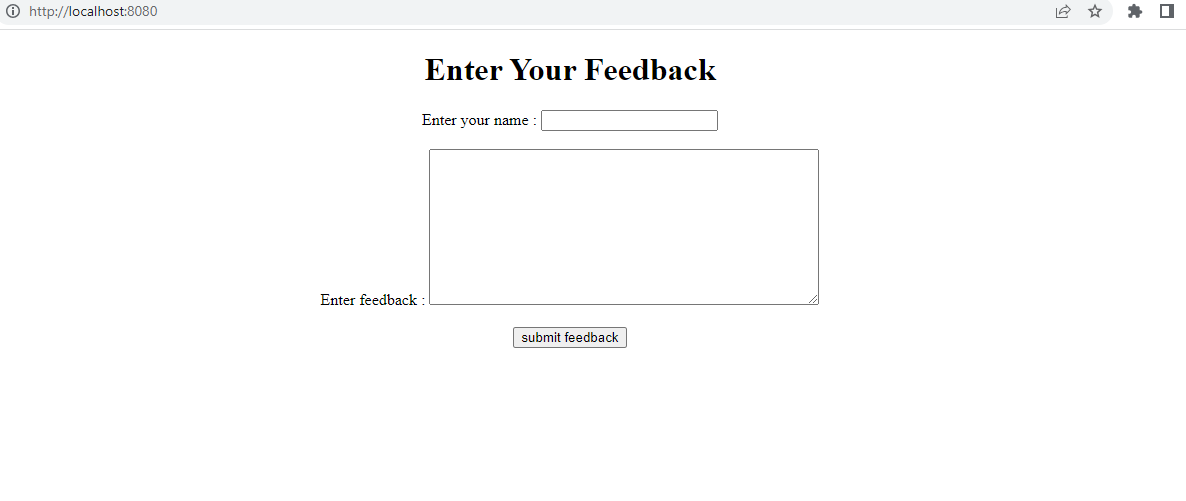 http://localhost:8080
Enter Your Feedback
Enter your name :
Enter feedback :
submit feedback